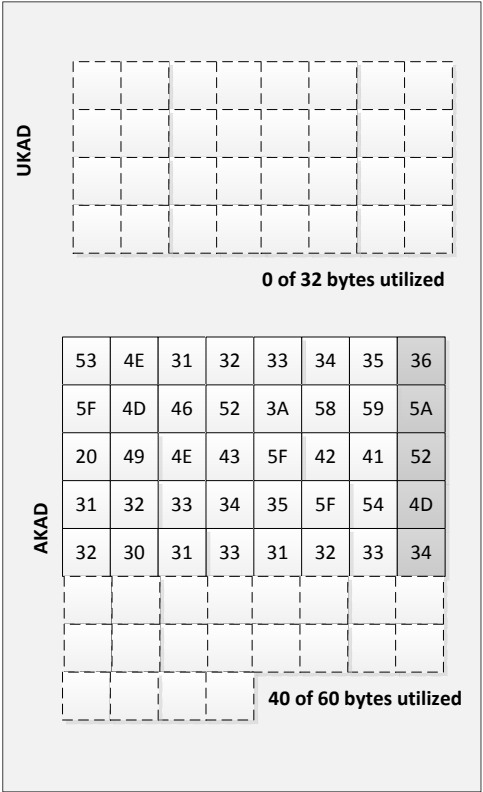 UKAD
0 of 32 bytes utilized
AKAD
53 4E 31 32 33 34 35 36
5F 4D 46 52 3A 58 59 5A
20 49 4E 43 5F 42 41 52
31 32 33 34 35 5F 54 4D
32 30 31 33 31 32 33 34
40 of 60 bytes utilized